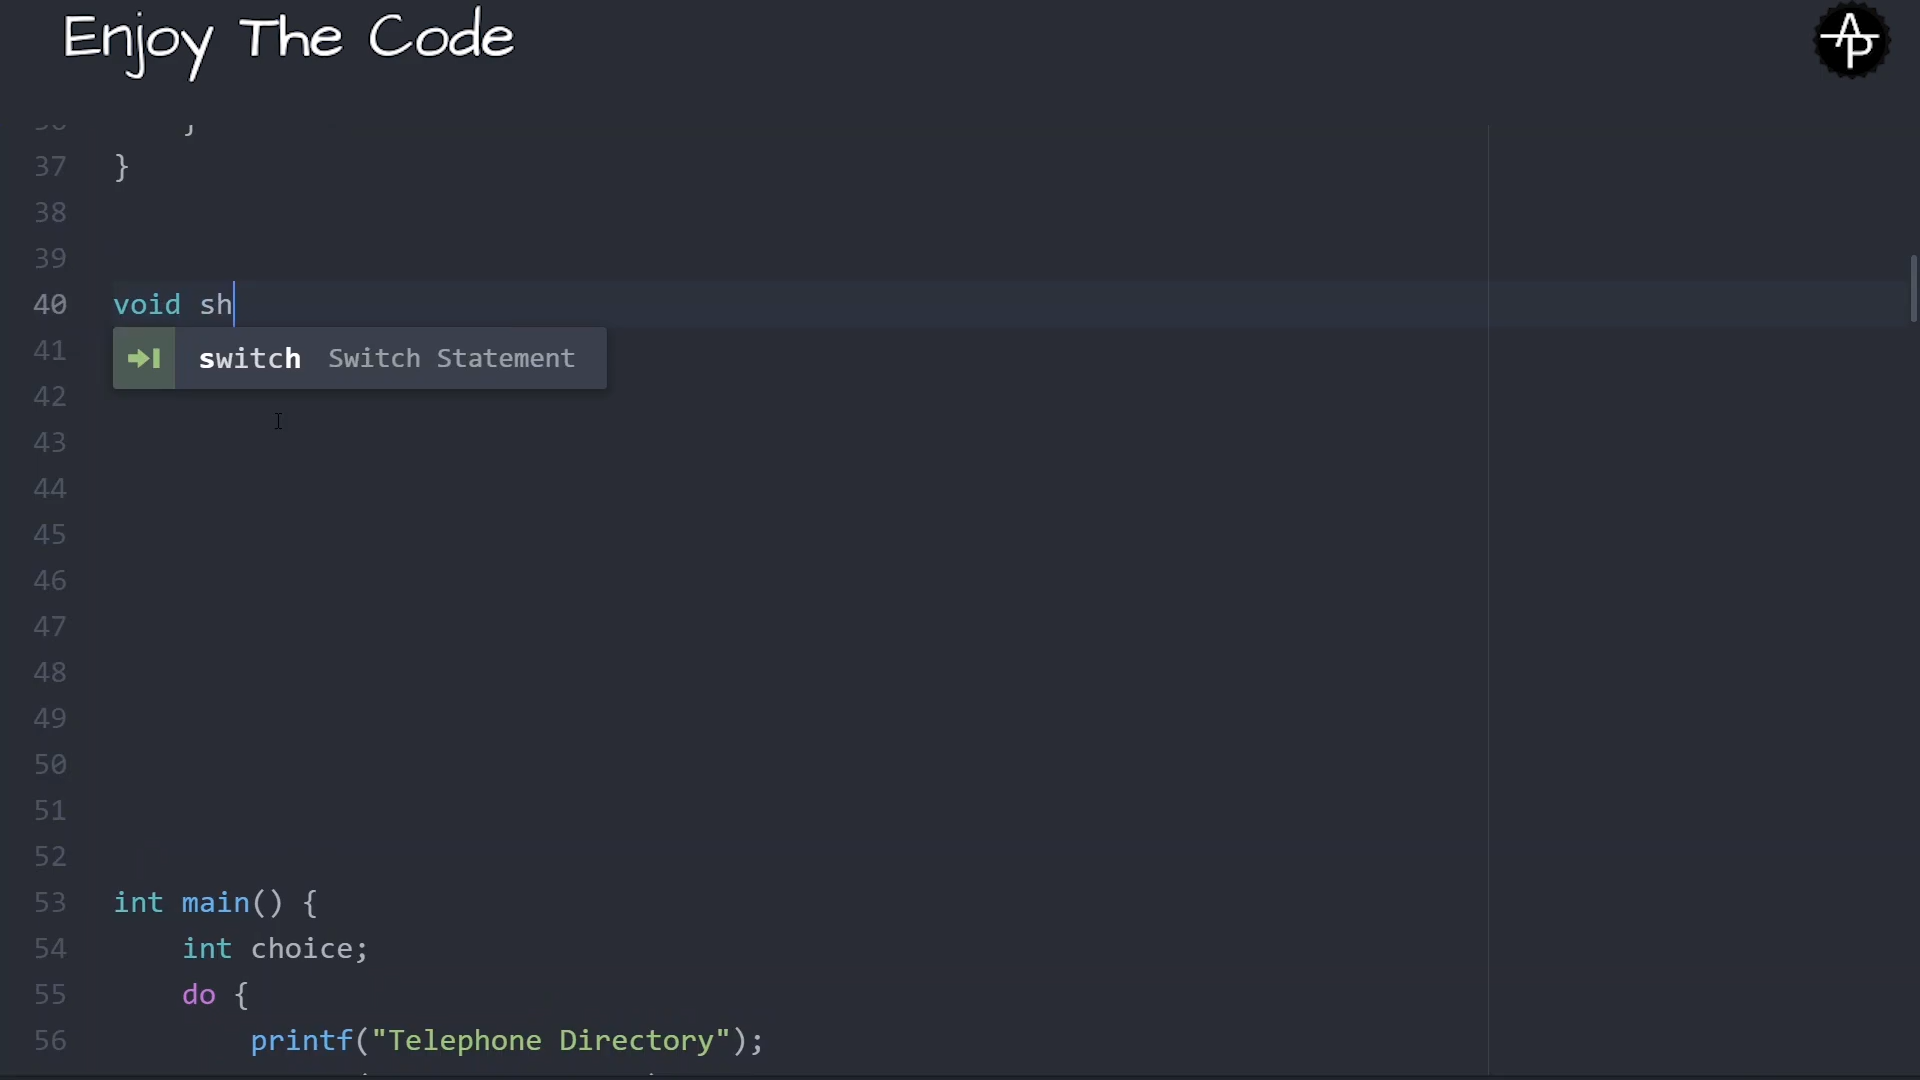 Enjoy The Code
AP
37 }
38
39
40 void sh
41 switch Switch Statement
42
43
44
45
46
47
48
49
50
51
52
53 int main() {
54 int choice;
55 do {
56 printf("Telephone Directory");